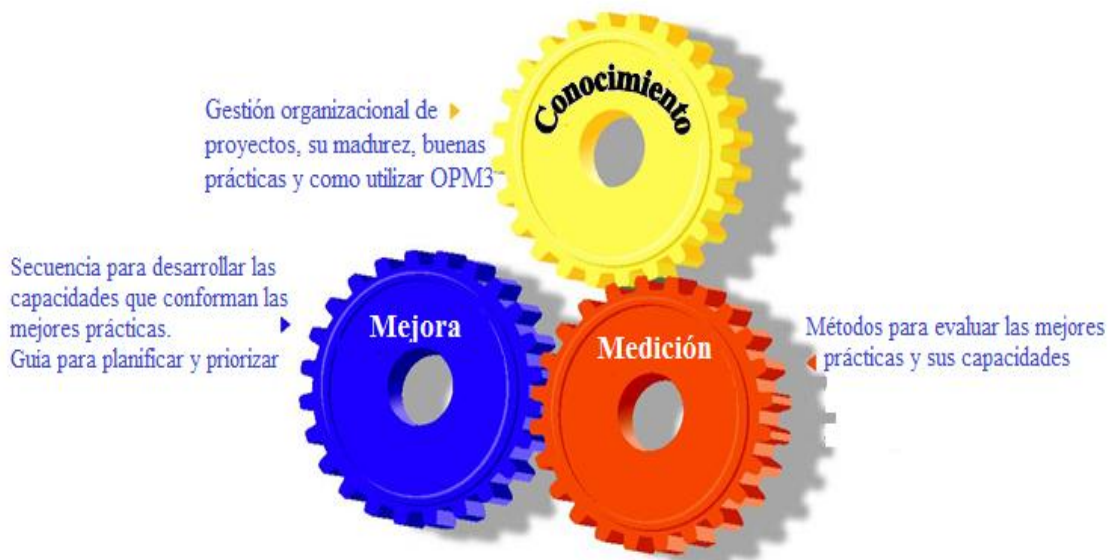 Conocimiento
Gestión organizacional de
proyectos, su madurez, buenas
prácticas y como utilizar OPM3
Secuencia para desarrollar las
capacidades que conforman las
mejores prácticas.
Guía para planificar y priorizar
Mejora
Medición
Métodos para evaluar las mejores
prácticas y sus capacidades